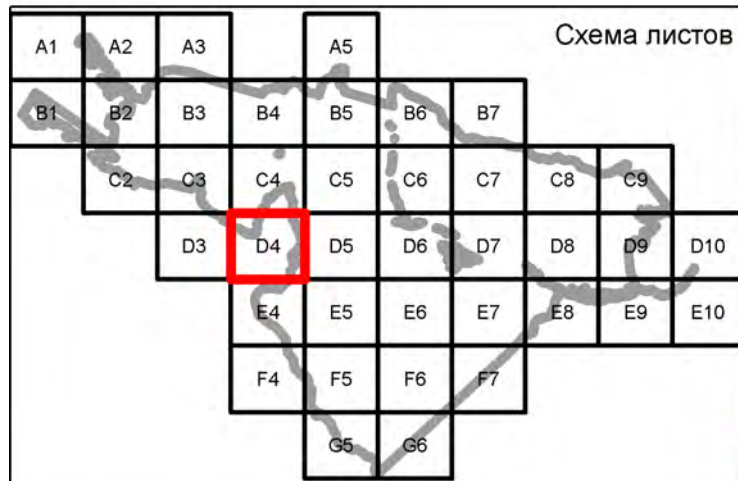 Схема листов
A1 A2 A3 A5
B1 B2 B3 B4 B5 B6 B7
C2 C3 C4 C5 C6 C7 C8 C9
D3 D4 D5 D6 D7 D8 D9 D10
E4 E5 E6 E7 E8 E9 E10
F4 F5 F6 F7
G5 G6